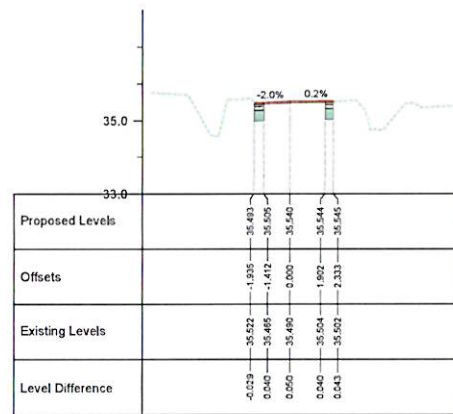 -2.0% 0.2%
35.0
33.0
Proposed Levels 35.493 35.505 35.540 35.544 35.545
Offsets -1.935 -1.412 0.000 1.902 2.333
Existing Levels 35.522 35.465 35.490 35.504 35.502
Level Difference -0.029 0.040 0.050 0.040 0.043